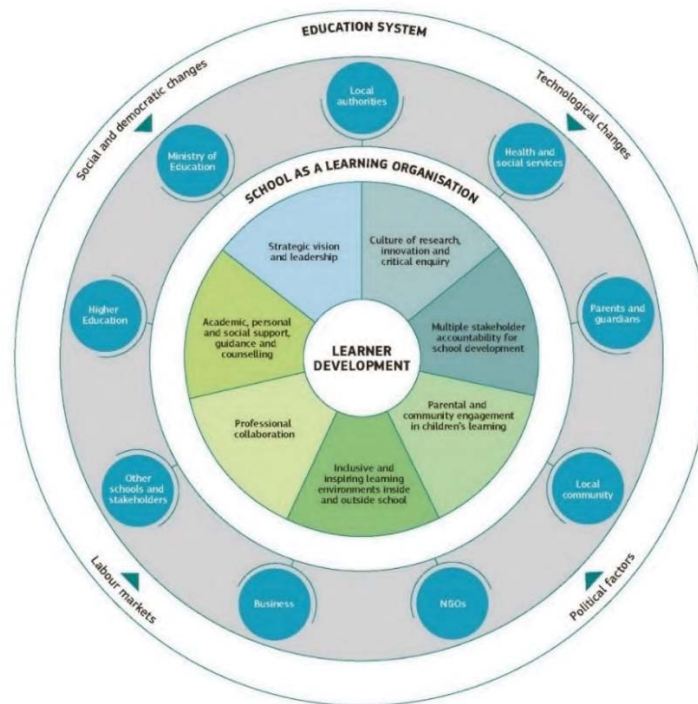 EDUCATION SYSTEM
Social and democratic changes
Technological changes
Local
authorities
Ministry of
Education
Health and
social services
SCHOOL AS A LEARNING ORGANISATION
Strategic vision
and leadership
Culture of research,
innovation and
critical enquiry
Higher
Education
Parents and
guardians
Academic, personal
and social support,
guidance and
counselling
LEARNER
DEVELOPMENT
Multiple stakeholder
accountability for
school development
Professional
collaboration
Parental and
community engagement
in children's learning
Inclusive and
inspiring learning
environments inside
and outside school
Other
schools and
stakeholders
Local
community
Business
NGOs
Labour markets
Political factors